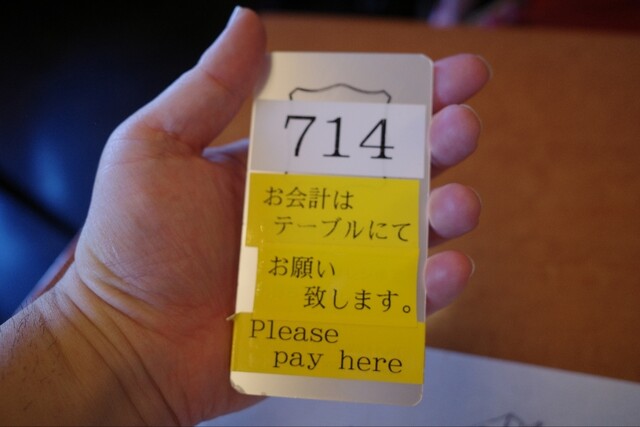 714
お会計は
テーブルにて
お願い
致します。
Please
pay here